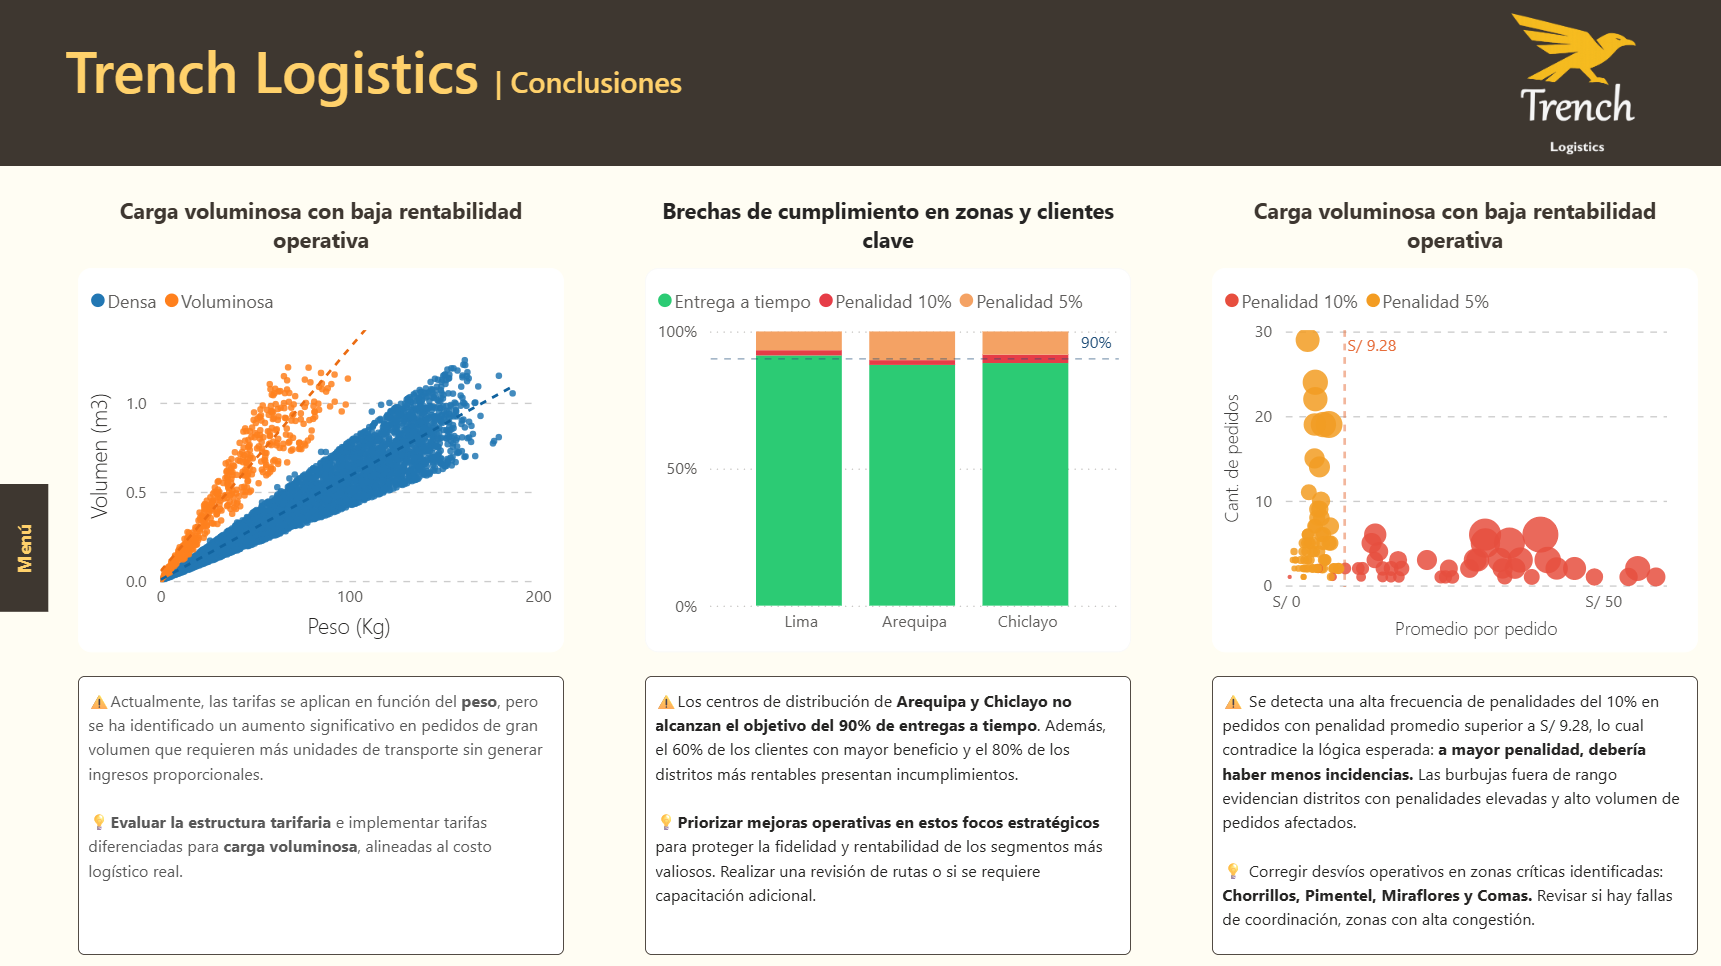 Trench Logistics | Conclusiones
Trench
Logistics
Menú
Carga voluminosa con baja rentabilidad
operativa
Densa Voluminosa
Volumen (m3)
1.0
0.5
0.0
0 100 200
Peso (Kg)
⚠️Actualmente, las tarifas se aplican en función del peso, pero
se ha identificado un aumento significativo en pedidos de gran
volumen que requieren más unidades de transporte sin generar
ingresos proporcionales.
💡Evaluar la estructura tarifaria e implementar tarifas
diferenciadas para carga voluminosa, alineadas al costo
logístico real.
Brechas de cumplimiento en zonas y clientes
clave
Entrega a tiempo Penalidad 10% Penalidad 5%
100%
90%
50%
0%
Lima Arequipa Chiclayo
⚠️Los centros de distribución de Arequipa y Chiclayo no
alcanzan el objetivo del 90% de entregas a tiempo. Además,
el 60% de los clientes con mayor beneficio y el 80% de los
distritos más rentables presentan incumplimientos.
💡Priorizar mejoras operativas en estos focos estratégicos
para proteger la fidelidad y rentabilidad de los segmentos más
valiosos. Realizar una revisión de rutas o si se requiere
capacitación adicional.
Carga voluminosa con baja rentabilidad
operativa
Penalidad 10% Penalidad 5%
Cant. de pedidos
30
S/ 9.28
20
10
0
S/ 0 S/ 50
Promedio por pedido
⚠️ Se detecta una alta frecuencia de penalidades del 10% en
pedidos con penalidad promedio superior a S/ 9.28, lo cual
contradice la lógica esperada: a mayor penalidad, debería
haber menos incidencias. Las burbujas fuera de rango
evidencian distritos con penalidades elevadas y alto volumen de
pedidos afectados.
💡 Corregir desvíos operativos en zonas críticas identificadas:
Chorrillos, Pimentel, Miraflores y Comas. Revisar si hay fallas
de coordinación, zonas con alta congestión.